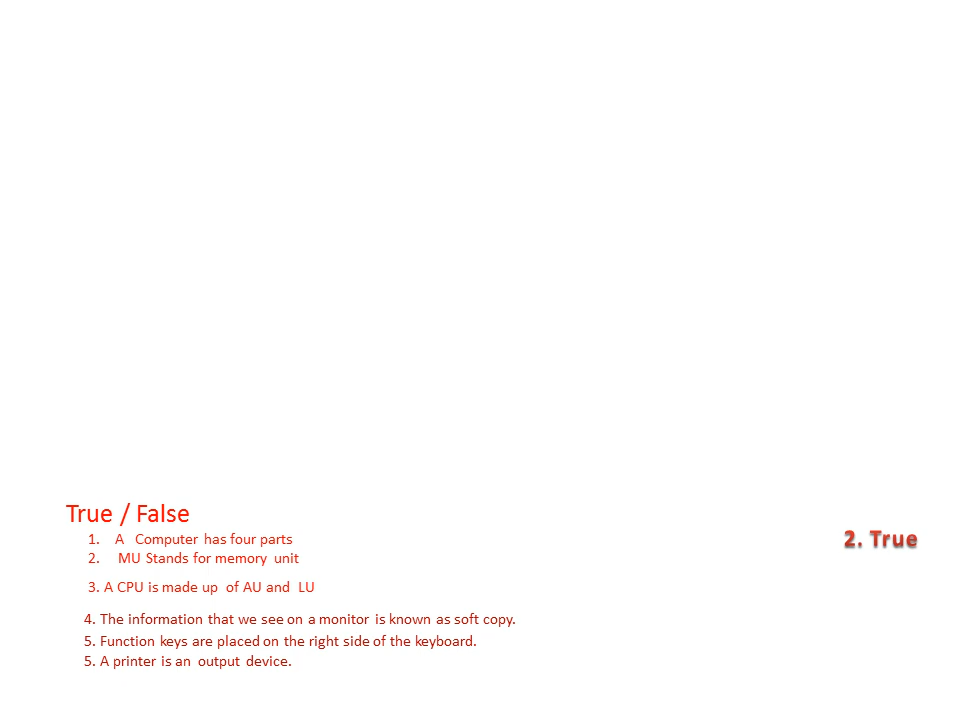 True / False
1. A Computer has four parts
2. True
2. MU Stands for memory unit
3. A CPU is made up of AU and LU
4. The information that we see on a monitor is known as soft copy.
5. Function keys are placed on the right side of the keyboard.
5. A printer is an output device.